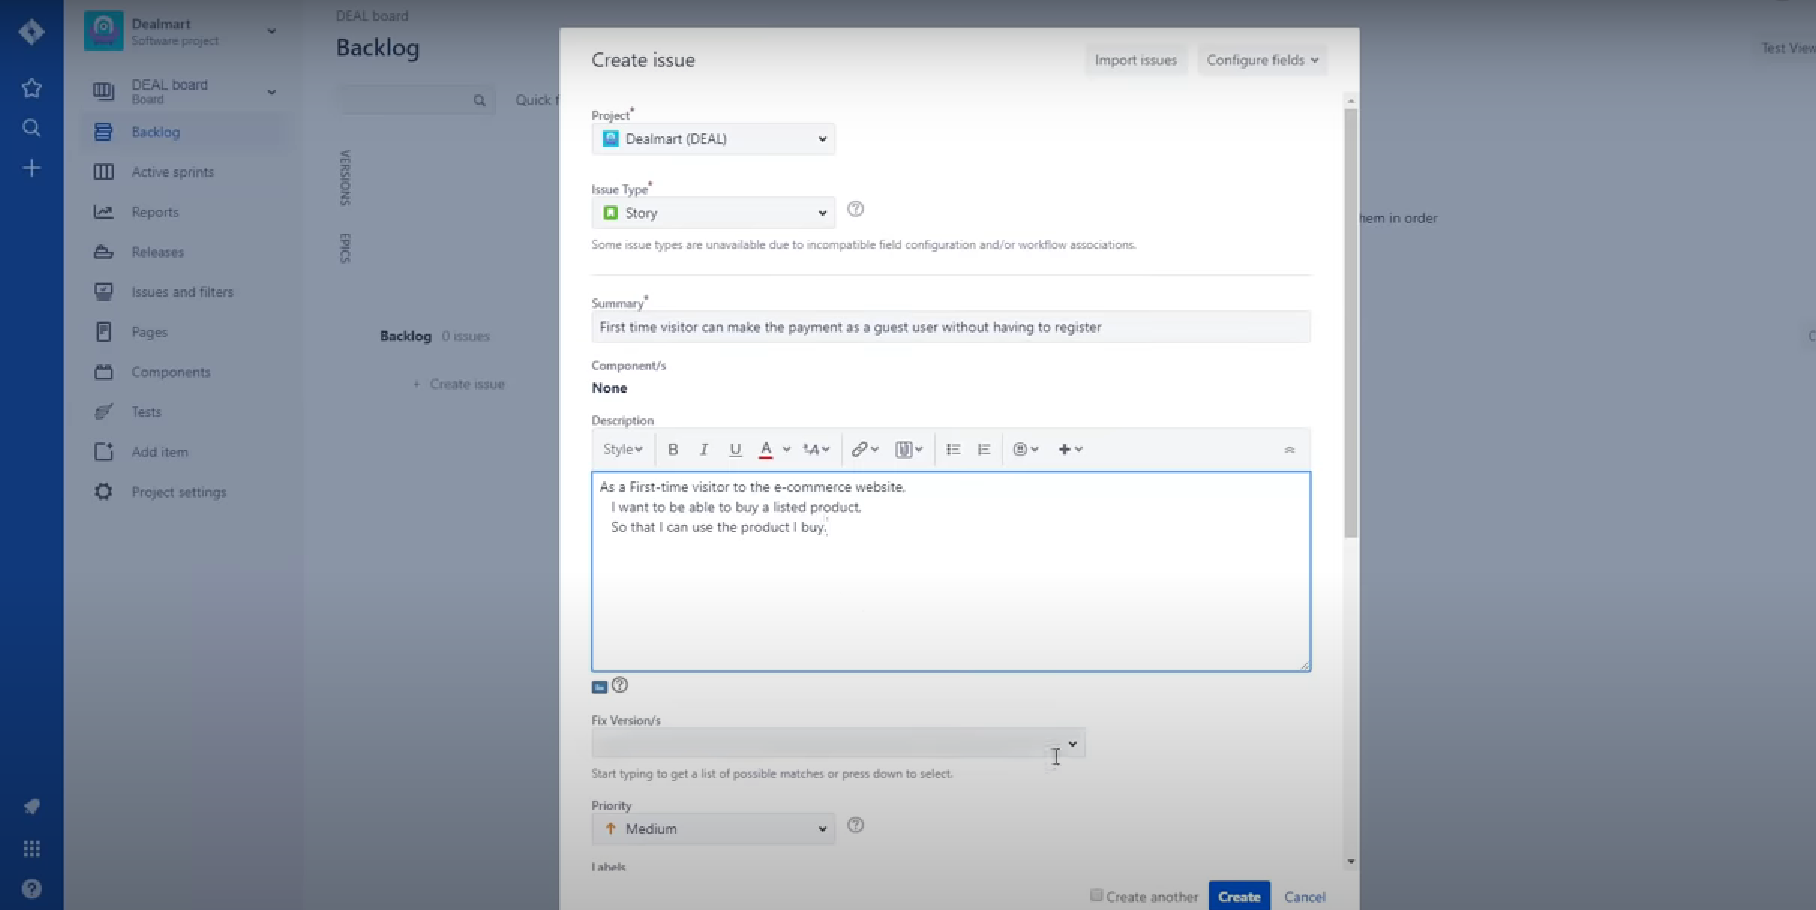 Dealmart
Software project
DEAL board
Board
Backlog
Active sprints
Reports
Releases
Issues and filters
Pages
Components
Tests
Add item
Project settings
DEAL board
Backlog
Quick f
VERSIONS
EPICS
Backlog 0 issues
+ Create issue
Create issue
Import issues
Configure fields
Project*
Dealmart (DEAL)
Issue Type*
Story
Some issue types are unavailable due to incompatible field configuration and/or workflow associations.
Summary*
First time visitor can make the payment as a guest user without having to register
Component/s
None
Description
Style B I U A
As a First-time visitor to the e-commerce website.
I want to be able to buy a listed product.
So that I can use the product I buy.
Fix Version/s
Start typing to get a list of possible matches or press down to select.
Priority
Medium
Labels
Create another
Create
Cancel
Test View
hem in order